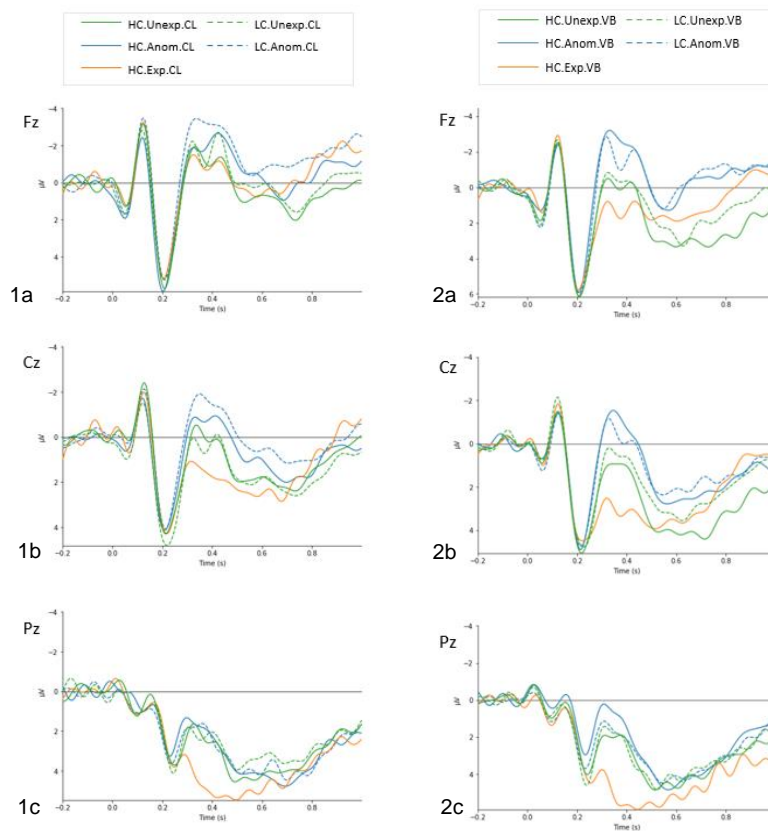 HC.Unexp.CL LC.Unexp.CL
HC.Anom.CL LC.Anom.CL
HC.Exp.CL
HC.Unexp.VB LC.Unexp.VB
HC.Anom.VB LC.Anom.VB
HC.Exp.VB
Fz
−4
−2
0
2
4
µV
1a
−0.2 0.0 0.2 0.4 0.6 0.8
Time (s)
Fz
−4
−2
0
2
4
6
µV
2a
−0.2 0.0 0.2 0.4 0.6 0.8
Time (s)
Cz
−4
−2
0
2
4
µV
1b
−0.2 0.0 0.2 0.4 0.6 0.8
Time (s)
Cz
−4
−2
0
2
4
µV
2b
−0.2 0.0 0.2 0.4 0.6 0.8
Time (s)
Pz
−4
−2
0
2
4
µV
1c
−0.2 0.0 0.2 0.4 0.6 0.8
Time (s)
Pz
−4
−2
0
2
4
µV
2c
−0.2 0.0 0.2 0.4 0.6 0.8
Time (s)